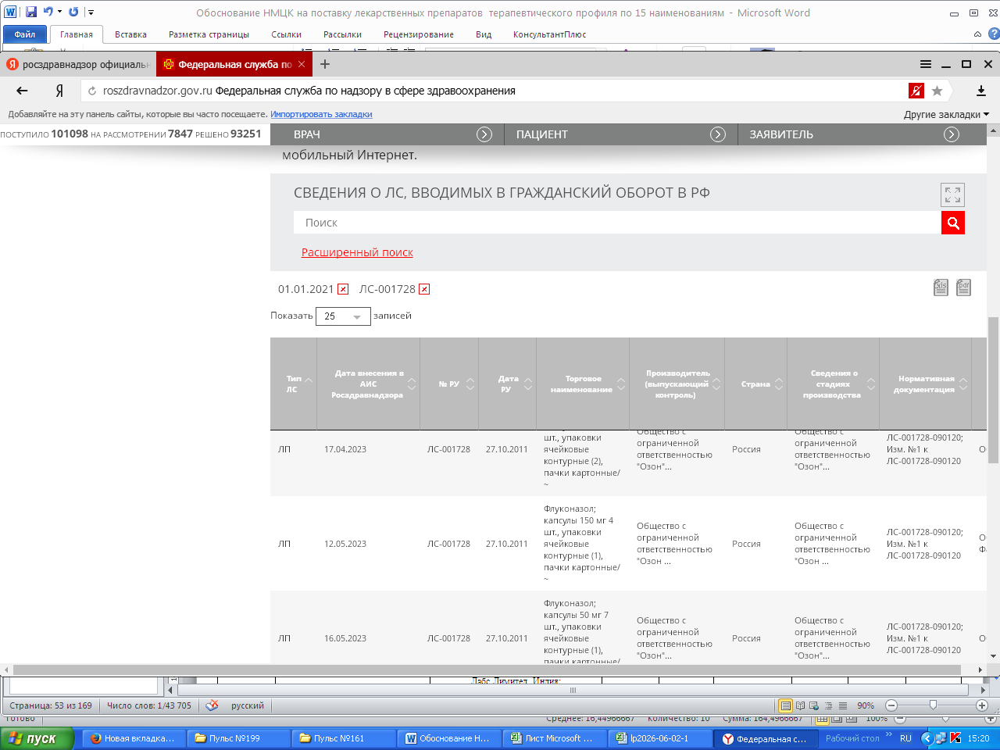 Обоснование НМЦК на поставку лекарственных препаратов терапевтического профиля по 15 наименованиям - Microsoft Word
Файл Главная Вставка Разметка страницы Ссылки Рассылки Рецензирование Вид КонсультантПлюс
росздравнадзор официальн Федеральная служба по
roszdravnadzor.gov.ru Федеральная служба по надзору в сфере здравоохранения
Добавляйте на эту панель сайты, которые вы часто посещаете. Импортировать закладки Другие закладки
ПОСТУПИЛО 101098 НА РАССМОТРЕНИИ 7847 РЕШЕНО 93251 ВРАЧ ПАЦИЕНТ ЗАЯВИТЕЛЬ
мобильный Интернет.
СВЕДЕНИЯ О ЛС, ВВОДИМЫХ В ГРАЖДАНСКИЙ ОБОРОТ В РФ
Поиск
Расширенный поиск
01.01.2021 ЛС-001728 xls pdf
Показать 25 записей
Тип ЛС
Дата внесения в АИС Росздравнадзора
№ РУ
Дата РУ
Торговое наименование
Производитель (выпускающий контроль)
Страна
Сведения о стадиях производства
Нормативная документация
ЛП
17.04.2023
ЛС-001728
27.10.2011
шт., упаковки
ячейковые
контурные (2),
пачки картонные/
~
Общество с
ограниченной
ответственностью
"Озон"...
Россия
Общество с
ограниченной
ответственностью
"Озон"...
ЛС-001728-090120;
Изм. №1 к
ЛС-001728-090120
ЛП
12.05.2023
ЛС-001728
27.10.2011
Флуконазол;
капсулы 150 мг 4
шт., упаковки
ячейковые
контурные (1),
пачки картонные/
~
Общество с
ограниченной
ответственностью
"Озон ...
Россия
Общество с
ограниченной
ответственностью
"Озон ...
ЛС-001728-090120;
Изм. №1 к
ЛС-001728-090120
ЛП
16.05.2023
ЛС-001728
27.10.2011
Флуконазол;
капсулы 50 мг 7
шт., упаковки
ячейковые
контурные (1),
пачки картонные/
Общество с
ограниченной
ответственностью
"Озон"...
Россия
Общество с
ограниченной
ответственностью
"Озон"...
ЛС-001728-090120;
Изм. №1 к
ЛС-001728-090120
Лабс Лимитед, Индия;
Страница: 53 из 169 Число слов: 1/43 705 русский 90%
Готово Среднее: 16,44966667 Количество: 10 Сумма: 164,4966667 100%
пуск Новая вкладка... Пульс №199 Пульс №161 Обоснование Н... Лист Microsoft ... lp2026-06-02-1 Федеральная с... Рабочий стол RU 15:20